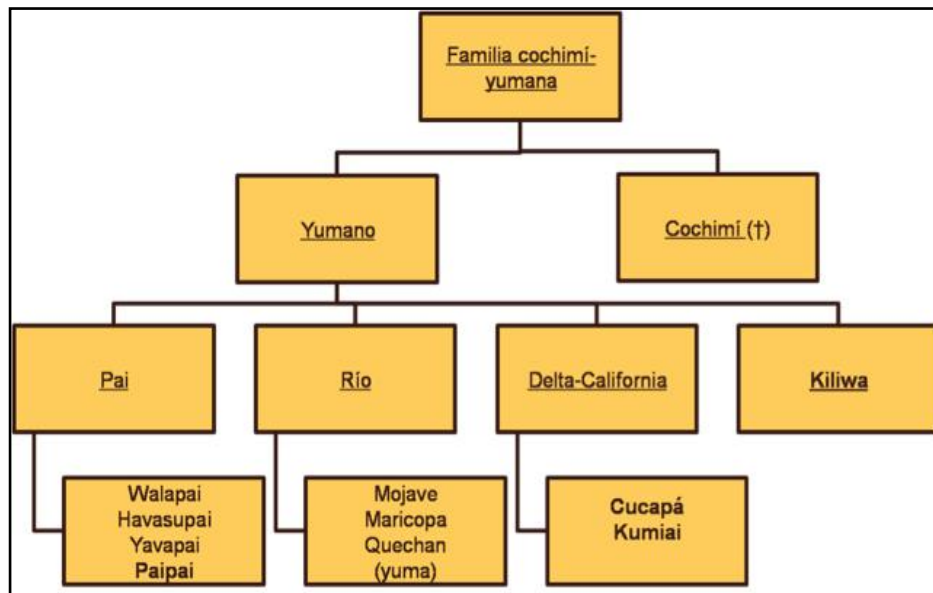 Familia cochimí-
yumana
Yumano
Cochimí (†)
Pai
Río
Delta-California
Kiliwa
Walapai
Havasupai
Yavapai
Paipai
Mojave
Maricopa
Quechan
(yuma)
Cucapá
Kumiai